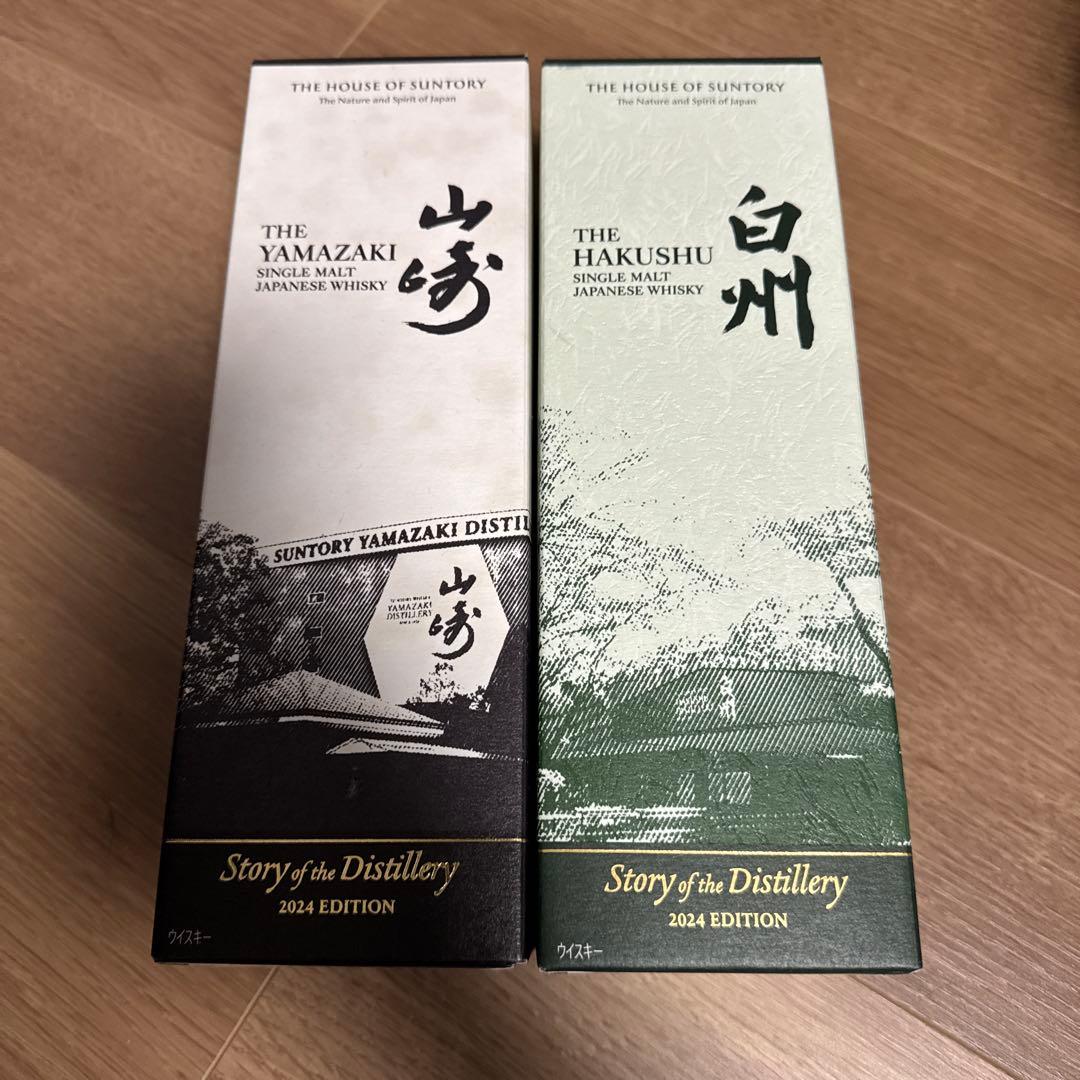 THE HOUSE OF SUNTORY
The Nature and Spirit of Japan
THE
YAMAZAKI
SINGLE MALT
JAPANESE WHISKY
山崎
SUNTORY YAMAZAKI DISTIL
YAMAZAKI
DISTILLERY
山崎
Story of the Distillery
2024 EDITION
ウイスキー
THE HOUSE OF SUNTORY
The Nature and Spirit of Japan
THE
HAKUSHU
SINGLE MALT
JAPANESE WHISKY
白州
Story of the Distillery
2024 EDITION
ウイスキー